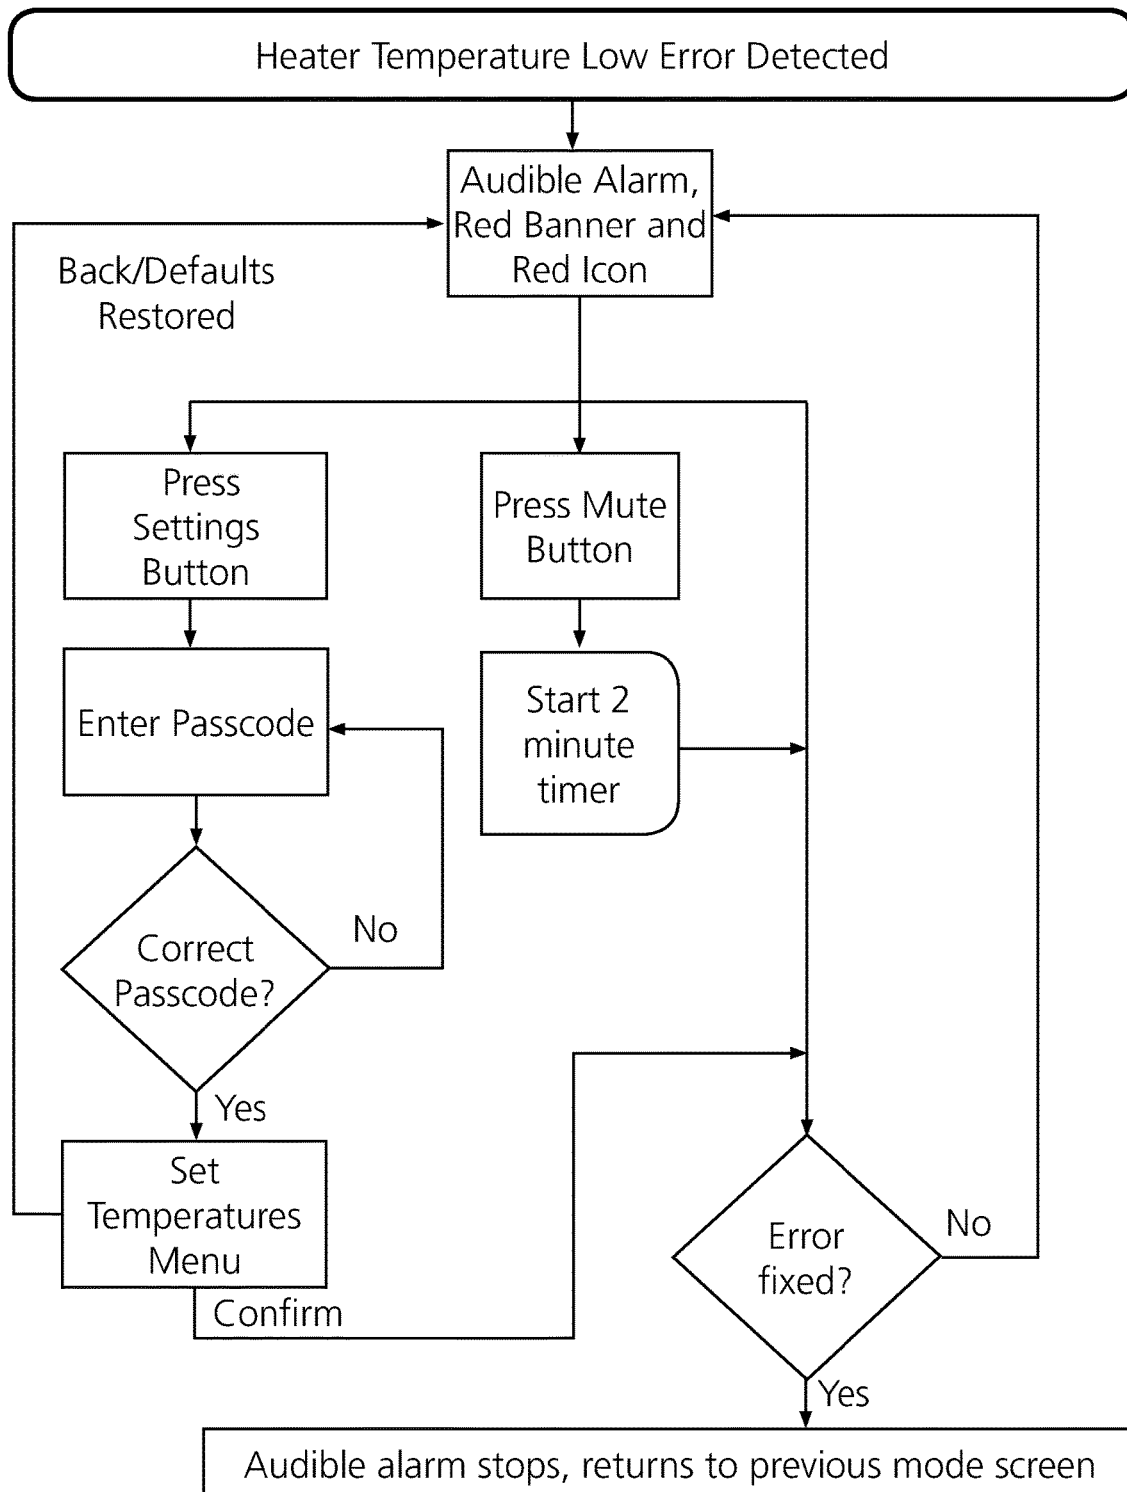 Heater Temperature Low Error Detected
Audible Alarm,
Red Banner and
Red Icon
Back/Defaults
Restored
Press
Settings
Button
Press Mute
Button
Enter Passcode
Start 2
minute
timer
Correct
Passcode?
No
Yes
Set
Temperatures
Menu
Confirm
Error
fixed?
No
Yes
Audible alarm stops, returns to previous mode screen